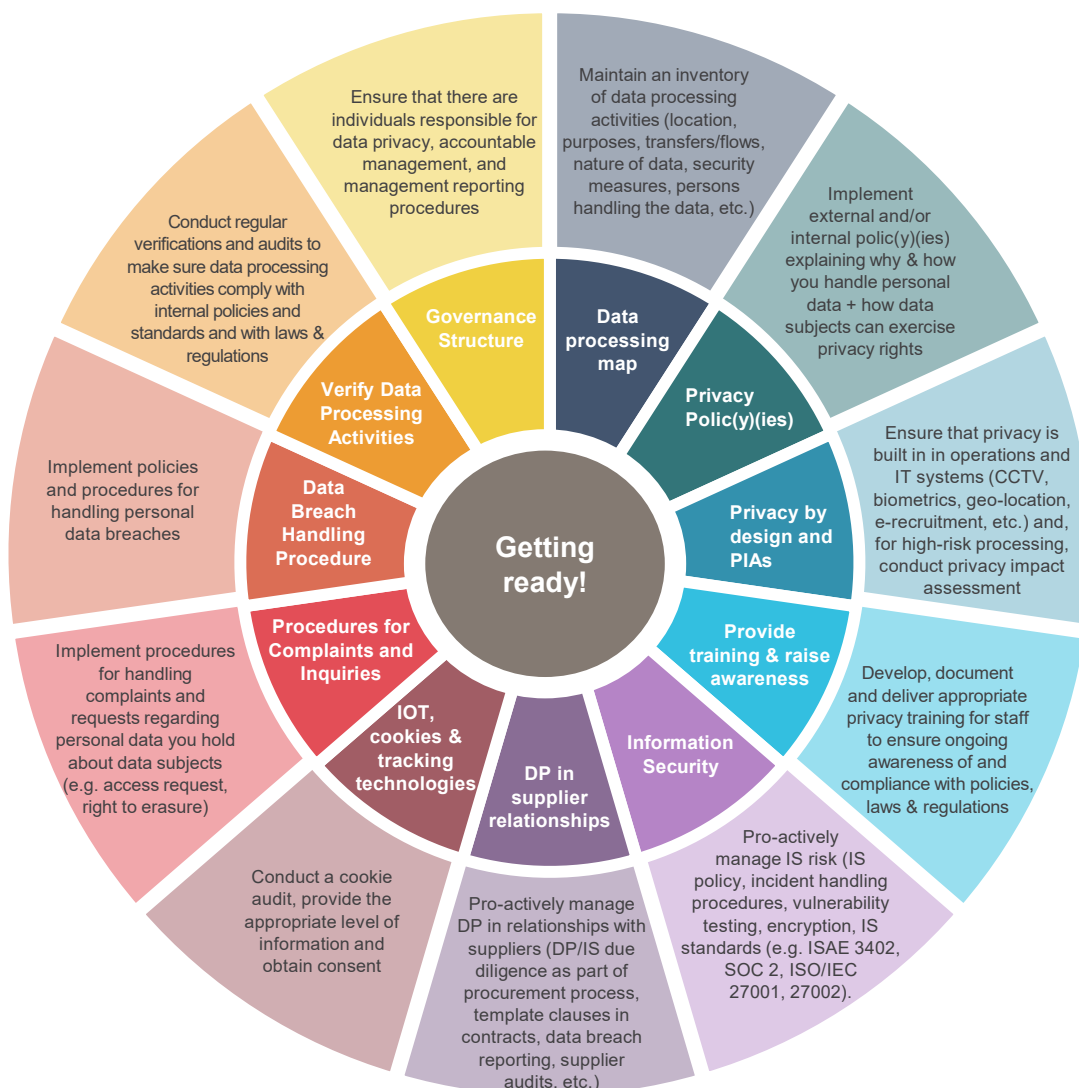 Getting
ready!
Data
processing
map
Maintain an inventory
of data processing
activities (location,
purposes, transfers/flows,
nature of data, security
measures, persons
handling the data, etc.)
Privacy
Polic(y)(ies)
Implement
external and/or
internal polic(y)(ies)
explaining why & how
you handle personal
data + how data
subjects can exercise
privacy rights
Privacy by
design and
PIAs
Ensure that privacy is
built in in operations and
IT systems (CCTV,
biometrics, geo-location,
e-recruitment, etc.) and,
for high-risk processing,
conduct privacy impact
assessment
Provide
training & raise
awareness
Develop, document
and deliver appropriate
privacy training for staff
to ensure ongoing
awareness of and
compliance with policies,
laws & regulations
Information
Security
Pro-actively
manage IS risk (IS
policy, incident handling
procedures, vulnerability
testing, encryption, IS
standards (e.g. ISAE 3402,
SOC 2, ISO/IEC
27001, 27002).
DP in
supplier
relationships
Pro-actively manage
DP in relationships with
suppliers (DP/IS due
diligence as part of
procurement process,
template clauses in
contracts, data breach
reporting, supplier
audits, etc.)
IOT,
cookies &
tracking
technologies
Conduct a cookie
audit, provide the
appropriate level of
information and
obtain consent
Procedures for
Complaints and
Inquiries
Implement procedures
for handling
complaints and
requests regarding
personal data you hold
about data subjects
(e.g. access request,
right to erasure)
Data
Breach
Handling
Procedure
Implement policies
and procedures for
handling personal
data breaches
Verify Data
Processing
Activities
Conduct regular
verifications and audits to
make sure data processing
activities comply with
internal policies and
standards and with laws &
regulations
Governance
Structure
Ensure that there are
individuals responsible for
data privacy, accountable
management, and
management reporting
procedures